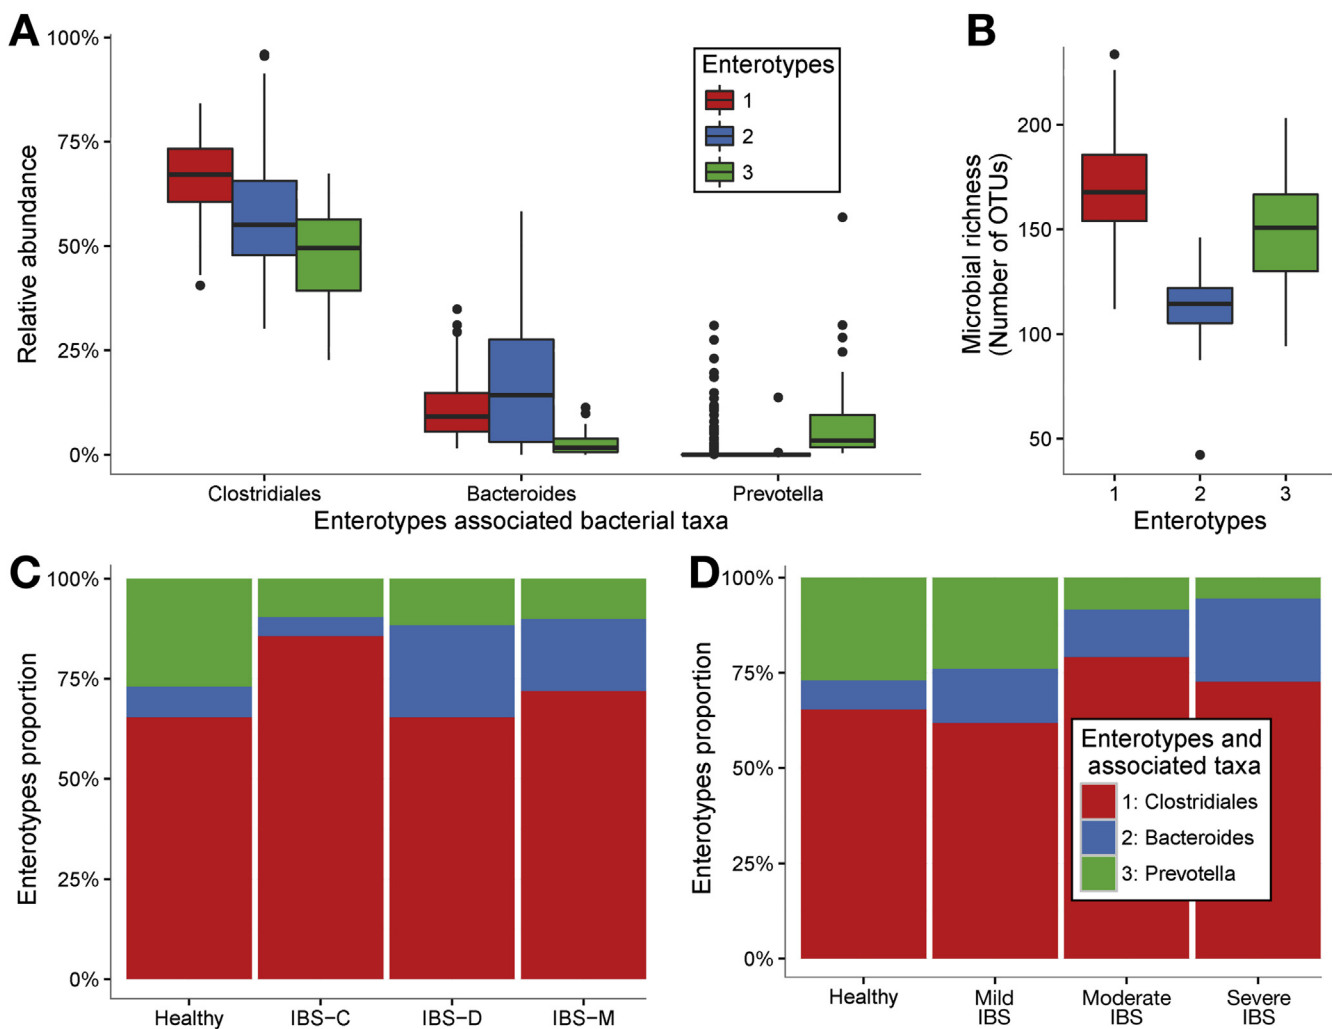 A
100%
75%
50%
25%
0%
Relative abundance
Clostridiales
Bacteroides
Prevotella
Enterotypes associated bacterial taxa
Enterotypes
1
2
3
B
200
150
100
50
Microbial richness
(Number of OTUs)
1
2
3
Enterotypes
C
100%
75%
50%
25%
0%
Enterotypes proportion
Healthy
IBS−C
IBS−D
IBS−M
D
100%
75%
50%
25%
0%
Enterotypes proportion
Healthy
Mild
IBS
Moderate
IBS
Severe
IBS
Enterotypes and
associated taxa
1: Clostridiales
2: Bacteroides
3: Prevotella